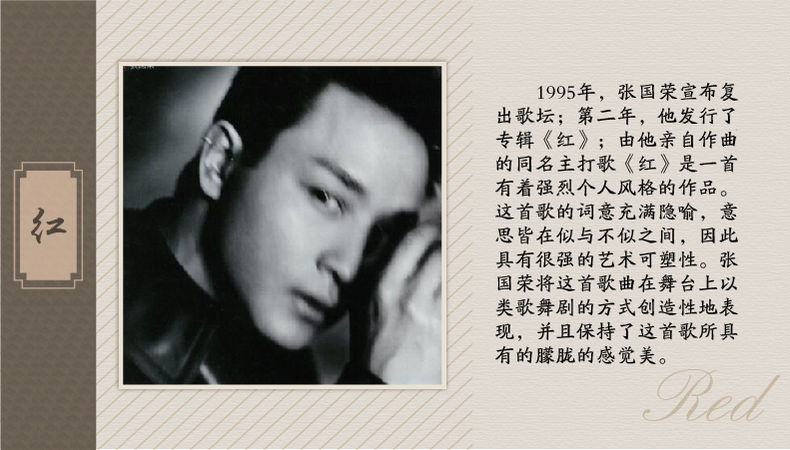 红
1995年，张国荣宣布复
出歌坛；第二年，他发行了
专辑《红》；由他亲自作曲
的同名主打歌《红》是一首
有着强烈个人风格的作品。
这首歌的词意充满隐喻，意
思皆在似与不似之间，因此
具有很强的艺术可塑性。张
国荣将这首歌曲在舞台上以
类歌舞剧的方式创造性地表
现，并且保持了这首歌所具
有的朦胧的感觉美。
Red